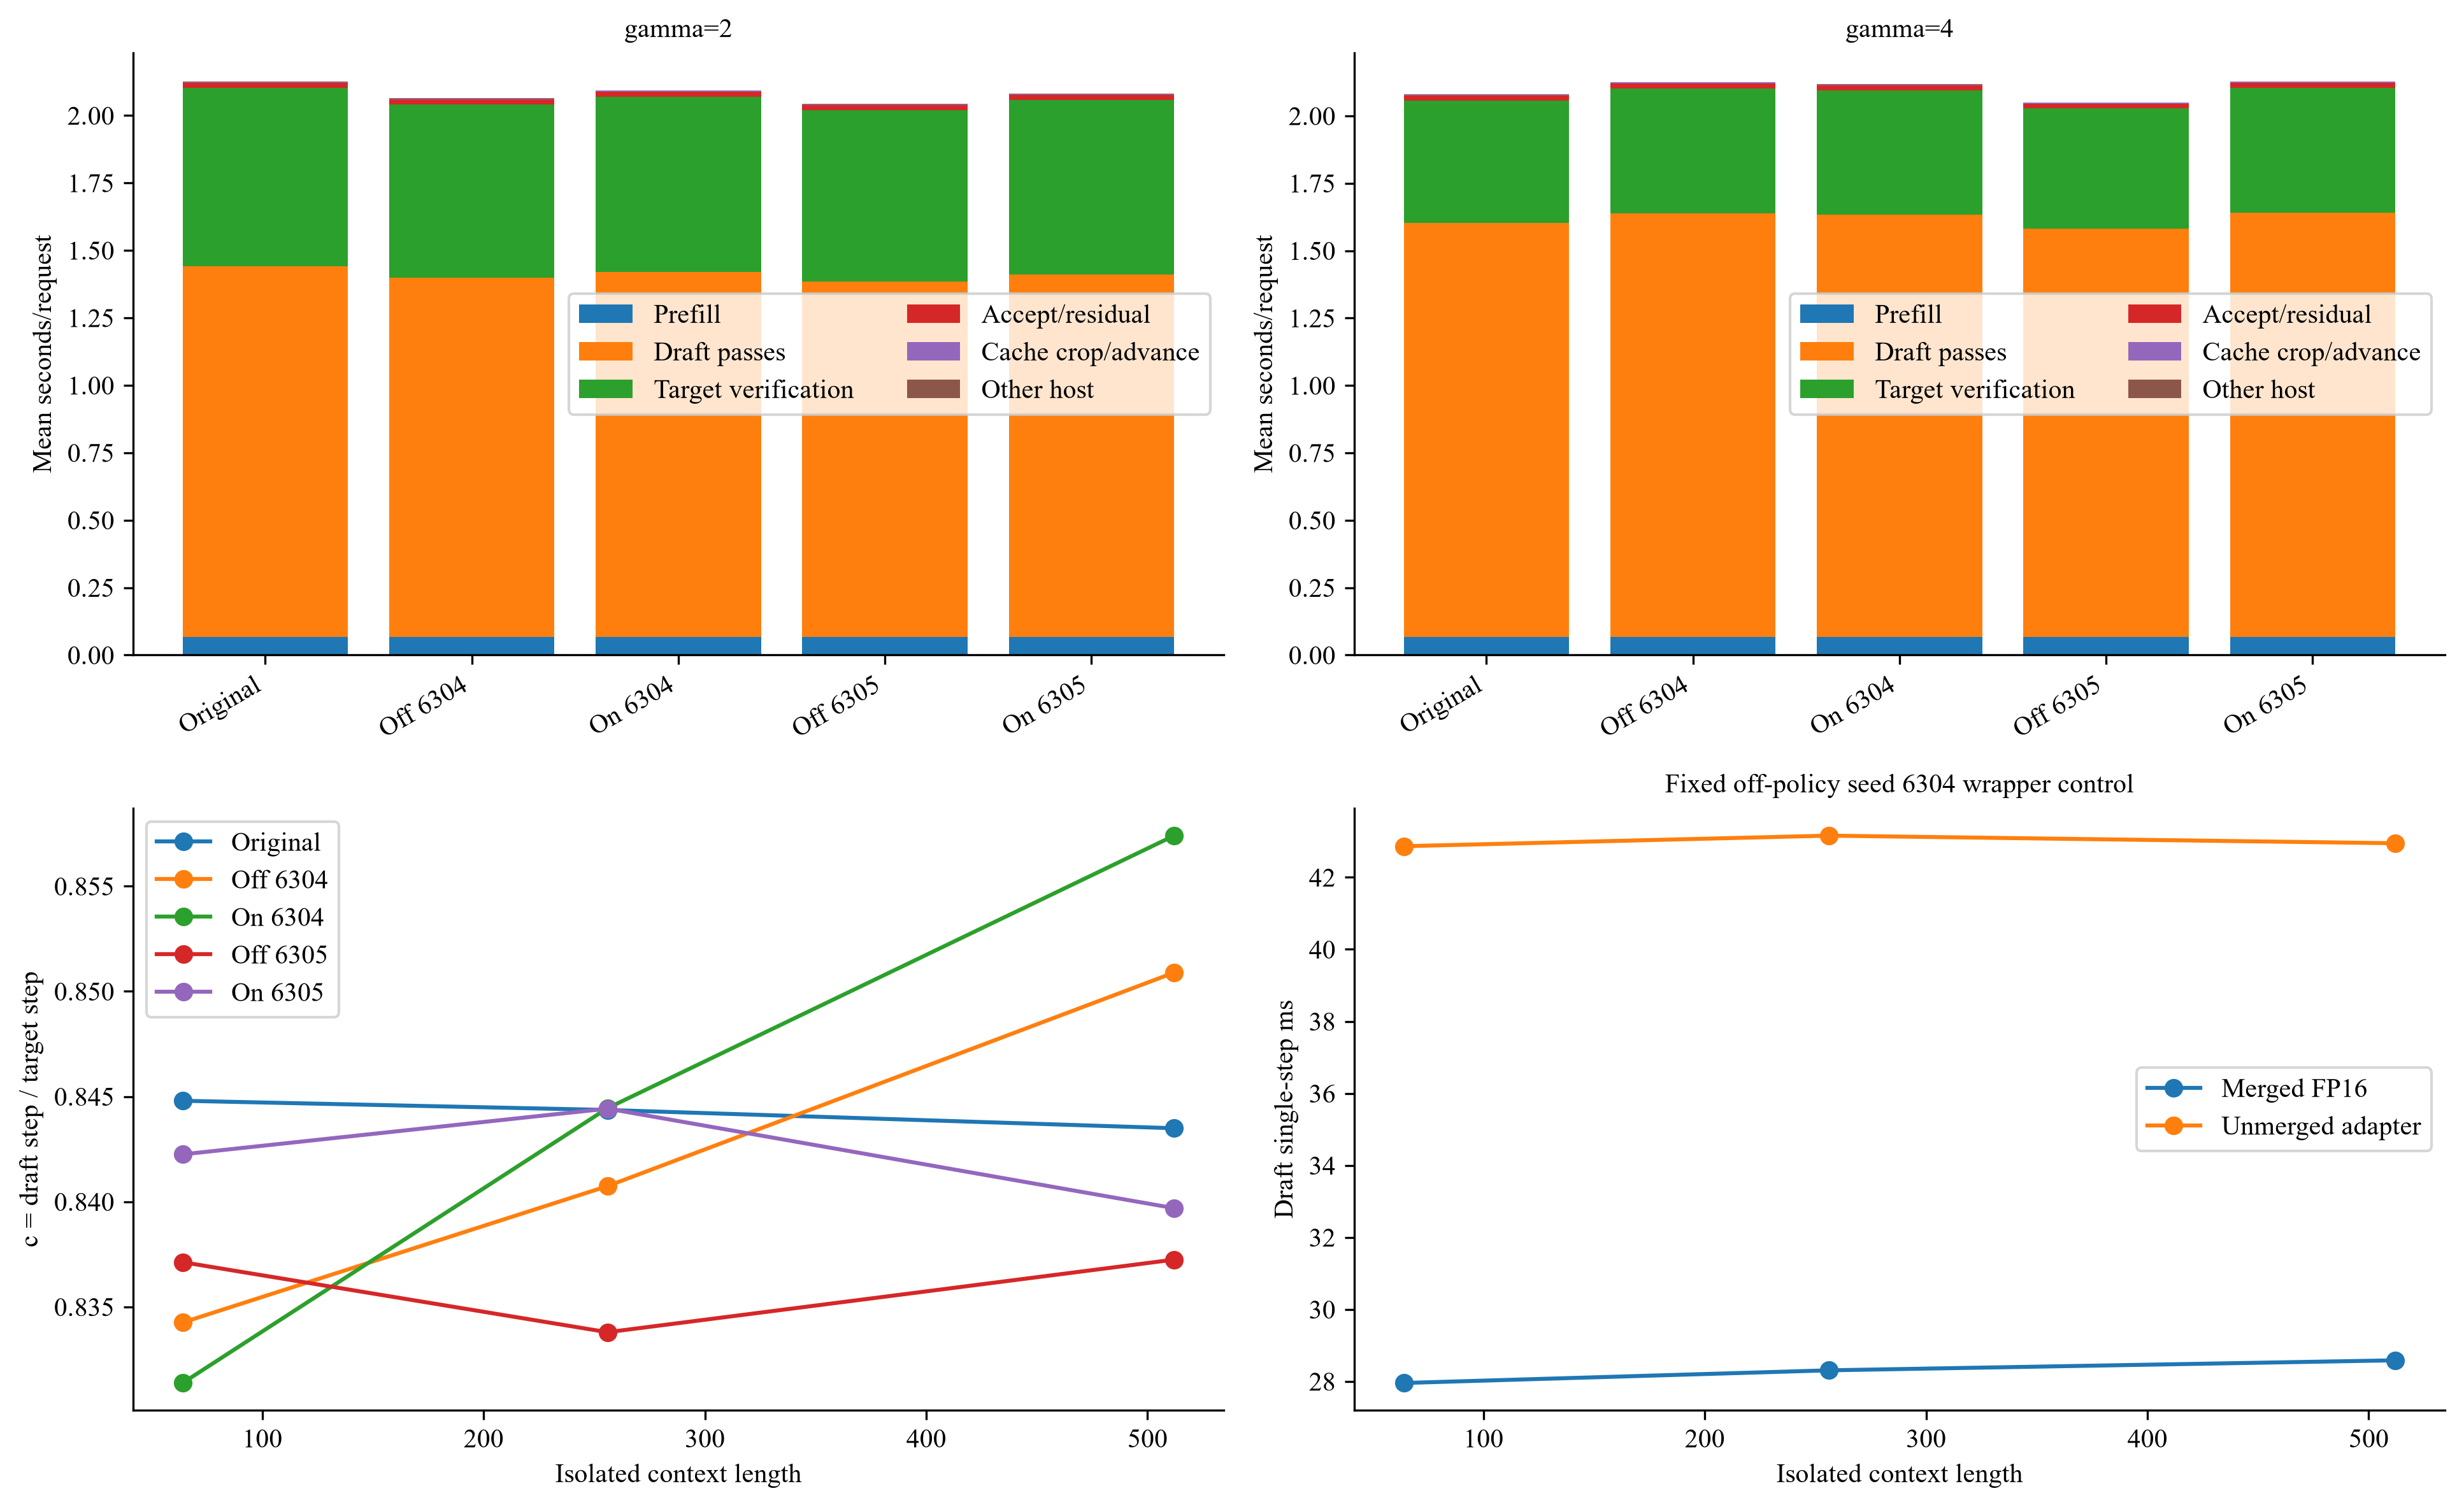 gamma=2
Mean seconds/request
2.00
1.75
1.50
1.25
1.00
0.75
0.50
0.25
0.00
Prefill
Draft passes
Target verification
Accept/residual
Cache crop/advance
Other host
Original
Off 6304
On 6304
Off 6305
On 6305
gamma=4
Mean seconds/request
2.00
1.75
1.50
1.25
1.00
0.75
0.50
0.25
0.00
Prefill
Draft passes
Target verification
Accept/residual
Cache crop/advance
Other host
Original
Off 6304
On 6304
Off 6305
On 6305
c = draft step / target step
0.855
0.850
0.845
0.840
0.835
Original
Off 6304
On 6304
Off 6305
On 6305
100
200
300
400
500
Isolated context length
Fixed off-policy seed 6304 wrapper control
Draft single-step ms
42
40
38
36
34
32
30
28
Merged FP16
Unmerged adapter
100
200
300
400
500
Isolated context length